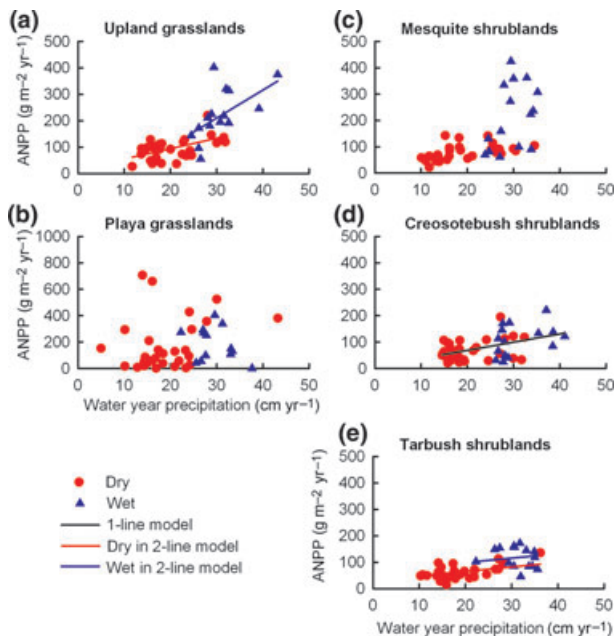 (a) Upland grasslands
500
400
300
200
100
0
ANPP (g m–2 yr–1)
0 10 20 30 40 50
(b) Playa grasslands
1000
800
600
400
200
0
ANPP (g m–2 yr–1)
0 10 20 30 40 50
Water year precipitation (cm yr–1)
Dry
Wet
1-line model
Dry in 2-line model
Wet in 2-line model
(c) Mesquite shrublands
500
400
300
200
100
0
0 10 20 30 40 50
(d) Creosotebush shrublands
500
400
300
200
100
0
0 10 20 30 40 50
(e) Tarbush shrublands
500
400
300
200
100
0
ANPP (g m–2 yr–1)
0 10 20 30 40 50
Water year precipitation (cm yr–1)